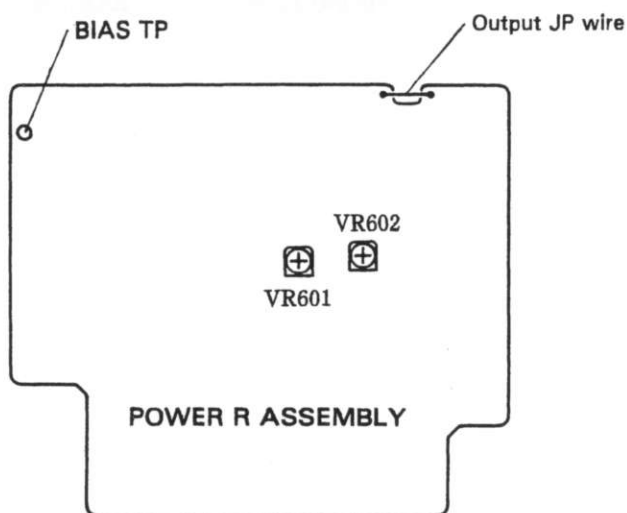 BIAS TP
Output JP wire
VR602
VR601
POWER R ASSEMBLY